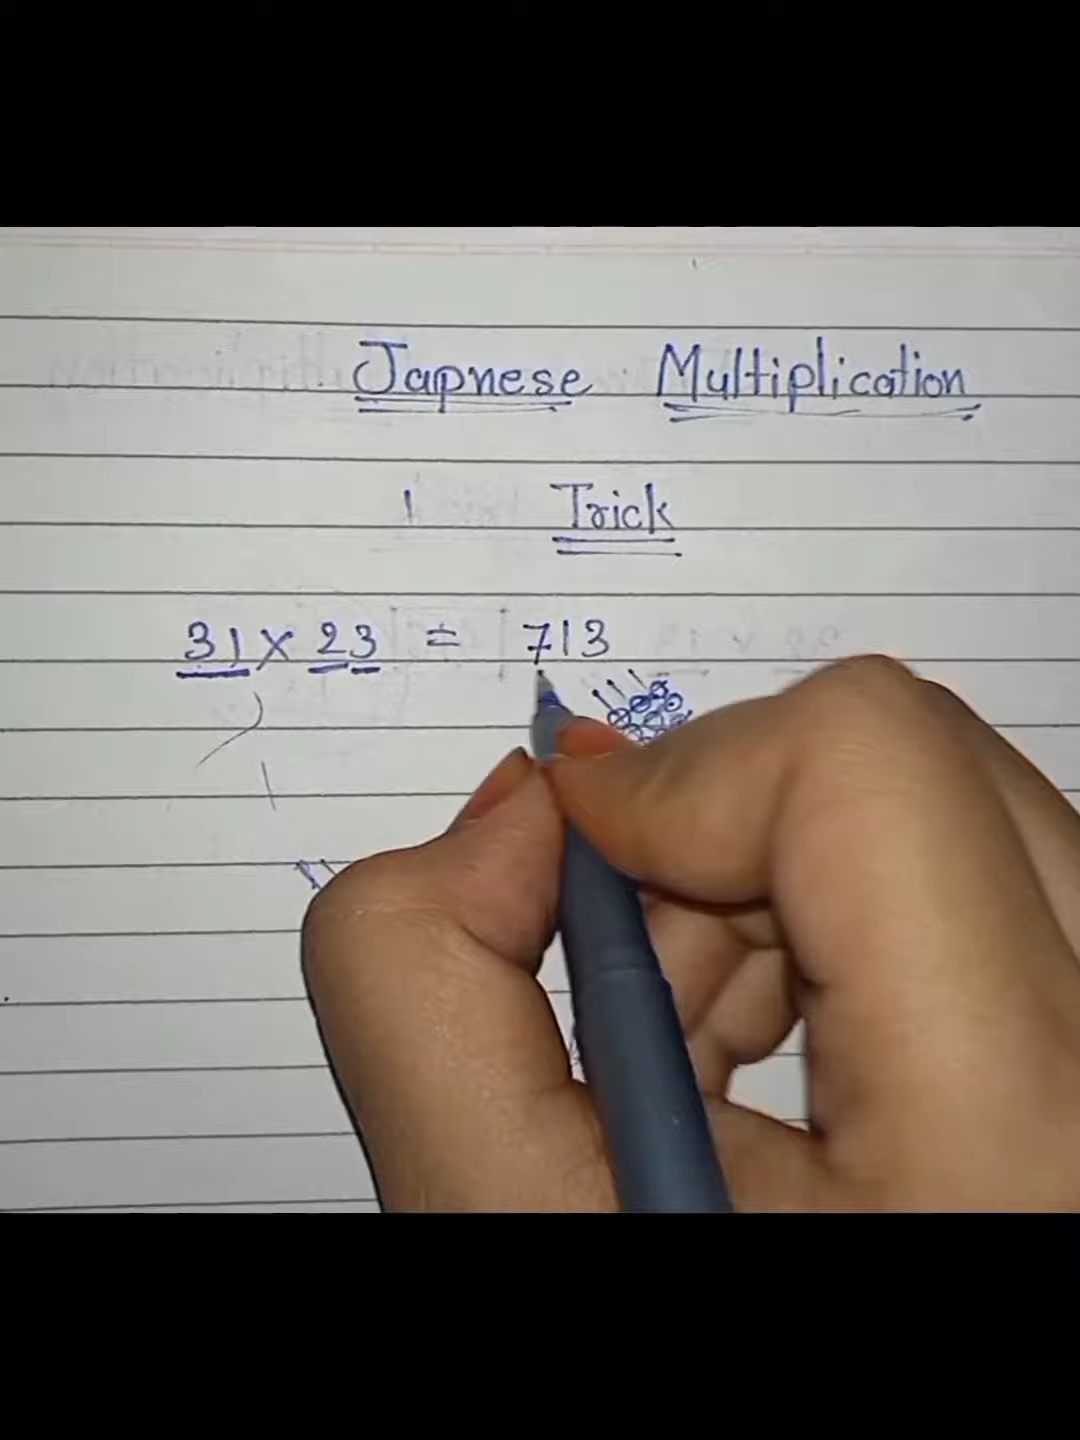 Japnese Multiplication
Trick
31 x 23 = 713